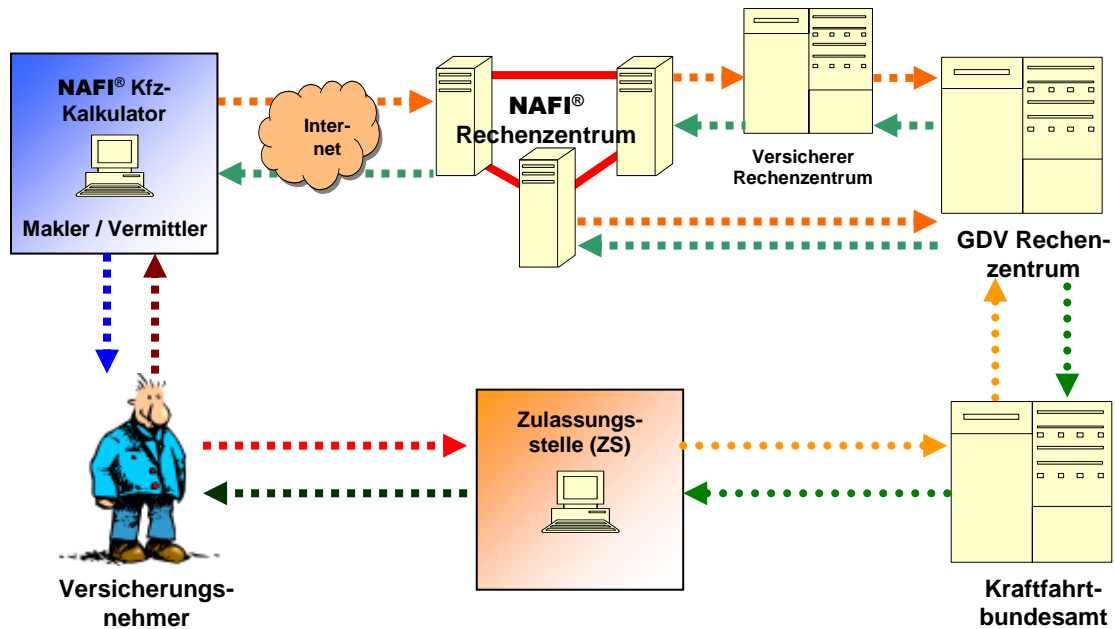 NAFI® Kfz-
Kalkulator
Makler / Vermittler
Inter-
net
NAFI®
Rechenzentrum
Versicherer
Rechenzentrum
GDV Rechen-
zentrum
Versicherungs-
nehmer
Zulassungs-
stelle (ZS)
Kraftfahrt-
bundesamt